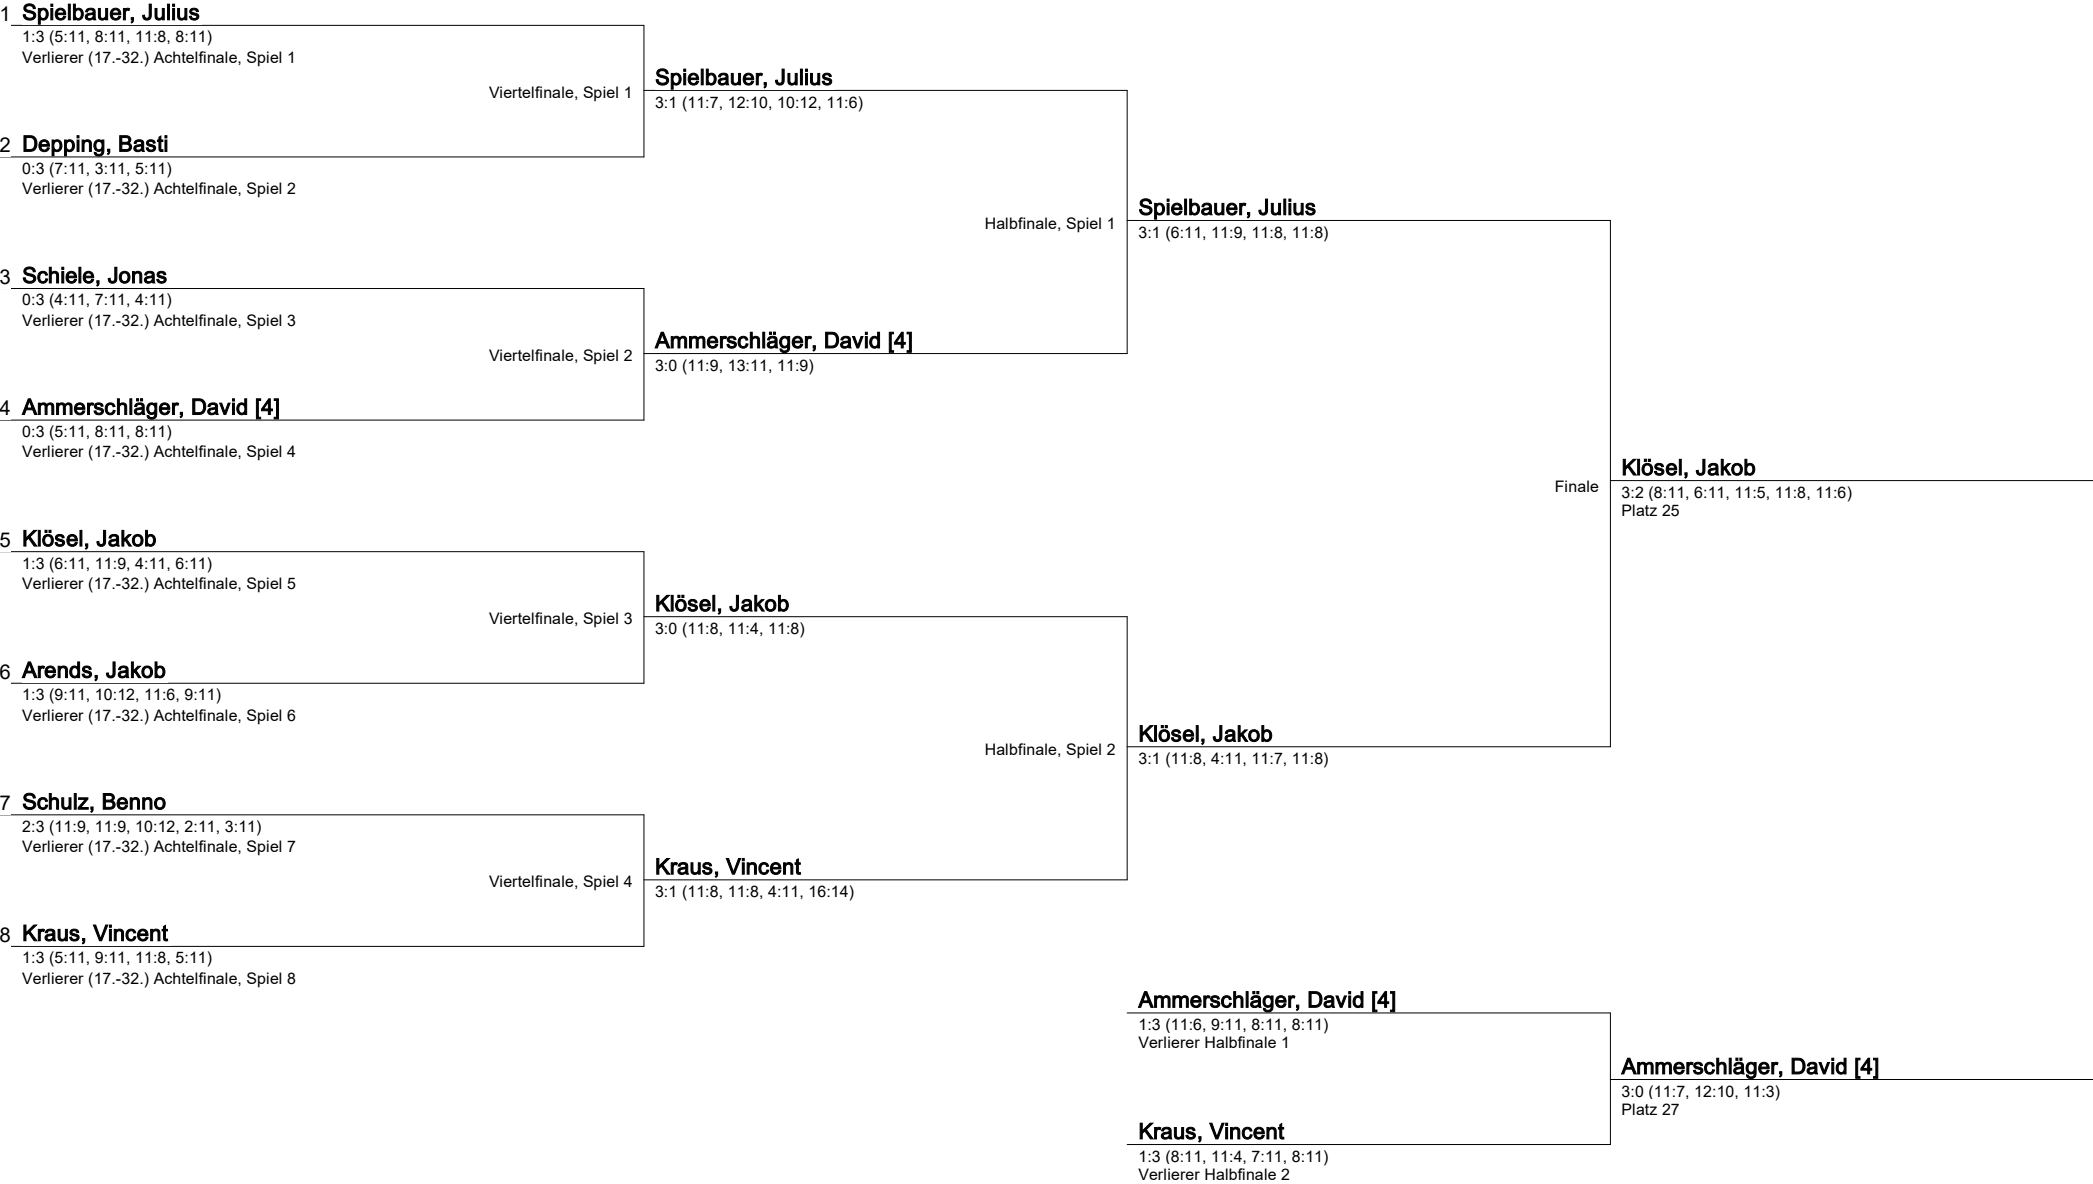 1 Spielbauer, Julius
1:3 (5:11, 8:11, 11:8, 8:11)
Verlierer (17.-32.) Achtelfinale, Spiel 1
Viertelfinale, Spiel 1
2 Depping, Basti
0:3 (7:11, 3:11, 5:11)
Verlierer (17.-32.) Achtelfinale, Spiel 2
3 Schiele, Jonas
0:3 (4:11, 7:11, 4:11)
Verlierer (17.-32.) Achtelfinale, Spiel 3
Viertelfinale, Spiel 2
4 Ammerschläger, David [4]
0:3 (5:11, 8:11, 8:11)
Verlierer (17.-32.) Achtelfinale, Spiel 4
5 Klösel, Jakob
1:3 (6:11, 11:9, 4:11, 6:11)
Verlierer (17.-32.) Achtelfinale, Spiel 5
Viertelfinale, Spiel 3
6 Arends, Jakob
1:3 (9:11, 10:12, 11:6, 9:11)
Verlierer (17.-32.) Achtelfinale, Spiel 6
7 Schulz, Benno
2:3 (11:9, 11:9, 10:12, 2:11, 3:11)
Verlierer (17.-32.) Achtelfinale, Spiel 7
Viertelfinale, Spiel 4
8 Kraus, Vincent
1:3 (5:11, 9:11, 11:8, 5:11)
Verlierer (17.-32.) Achtelfinale, Spiel 8
Spielbauer, Julius
3:1 (11:7, 12:10, 10:12, 11:6)
Halbfinale, Spiel 1
Ammerschläger, David [4]
3:0 (11:9, 13:11, 11:9)
Klösel, Jakob
3:0 (11:8, 11:4, 11:8)
Halbfinale, Spiel 2
Kraus, Vincent
3:1 (11:8, 11:8, 4:11, 16:14)
Spielbauer, Julius
3:1 (6:11, 11:9, 11:8, 11:8)
Finale
Klösel, Jakob
3:1 (11:8, 4:11, 11:7, 11:8)
Klösel, Jakob
3:2 (8:11, 6:11, 11:5, 11:8, 11:6)
Platz 25
Ammerschläger, David [4]
1:3 (11:6, 9:11, 8:11, 8:11)
Verlierer Halbfinale 1
Kraus, Vincent
1:3 (8:11, 11:4, 7:11, 8:11)
Verlierer Halbfinale 2
Ammerschläger, David [4]
3:0 (11:7, 12:10, 11:3)
Platz 27